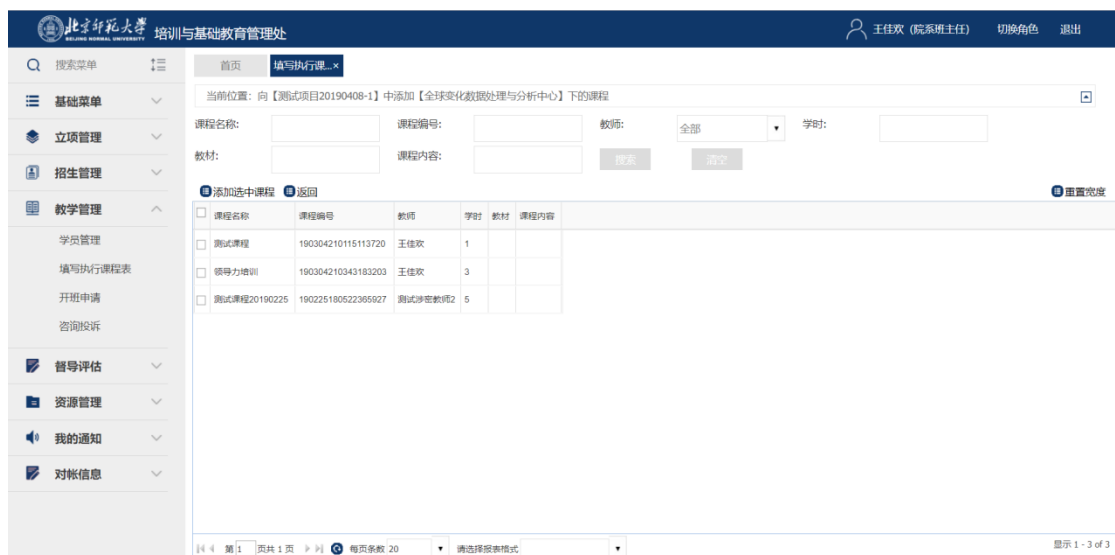 北京师范大学 培训与基础教育管理处 王佳欢（院系班主任） 切换角色 退出
BEIJING NORMAL UNIVERSITY
搜索菜单
首页 填写执行课...×
基础菜单
立项管理
招生管理
教学管理
学员管理
填写执行课程表
开班申请
咨询投诉
督导评估
资源管理
我的通知
对帐信息
当前位置：向【测试项目20190408-1】中添加【全球变化数据处理与分析中心】下的课程
课程名称: 课程编号: 教师: 全部 学时:
教材: 课程内容: 搜索 清空
添加选中课程 返回 重置宽度
课程名称 课程编号 教师 学时 教材 课程内容
测试课程 190304210115113720 王佳欢 1
领导力培训 190304210343183203 王佳欢 3
测试课程20190225 190225180522365927 测试涉密教师2 5
第 1 页共 1 页 每页条数 20 请选择报表格式 显示 1 - 3 of 3